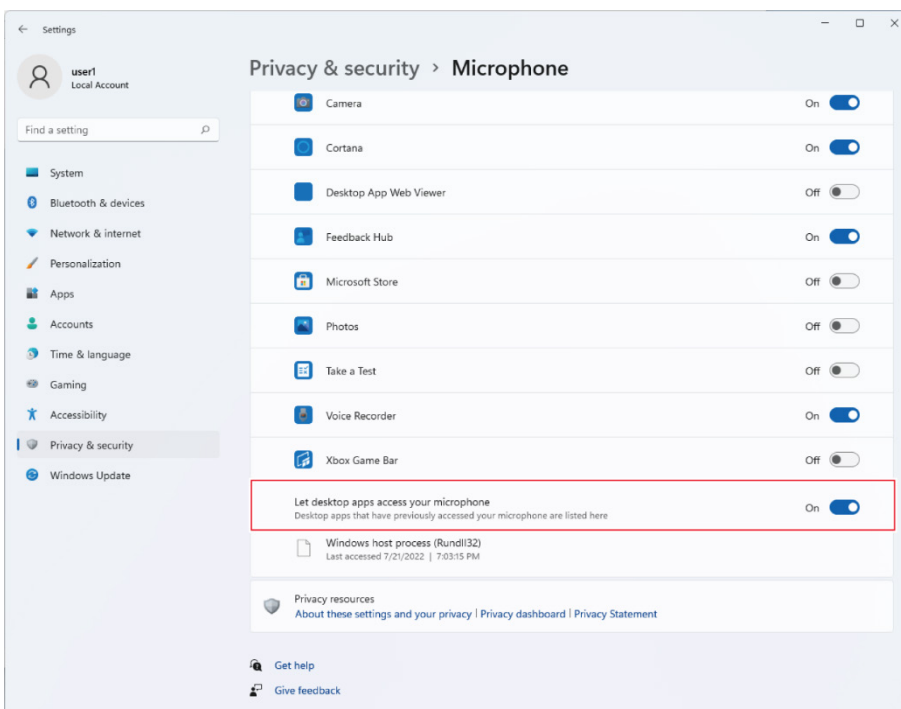 Settings
user1
Local Account
Find a setting
System
Bluetooth & devices
Network & internet
Personalization
Apps
Accounts
Time & language
Gaming
Accessibility
Privacy & security
Windows Update
Privacy & security > Microphone
Camera On
Cortana On
Desktop App Web Viewer Off
Feedback Hub On
Microsoft Store Off
Photos Off
Take a Test Off
Voice Recorder On
Xbox Game Bar Off
Let desktop apps access your microphone On
Desktop apps that have previously accessed your microphone are listed here
Windows host process (Rundll32)
Last accessed 7/21/2022 | 7:03:15 PM
Privacy resources
About these settings and your privacy | Privacy dashboard | Privacy Statement
Get help
Give feedback